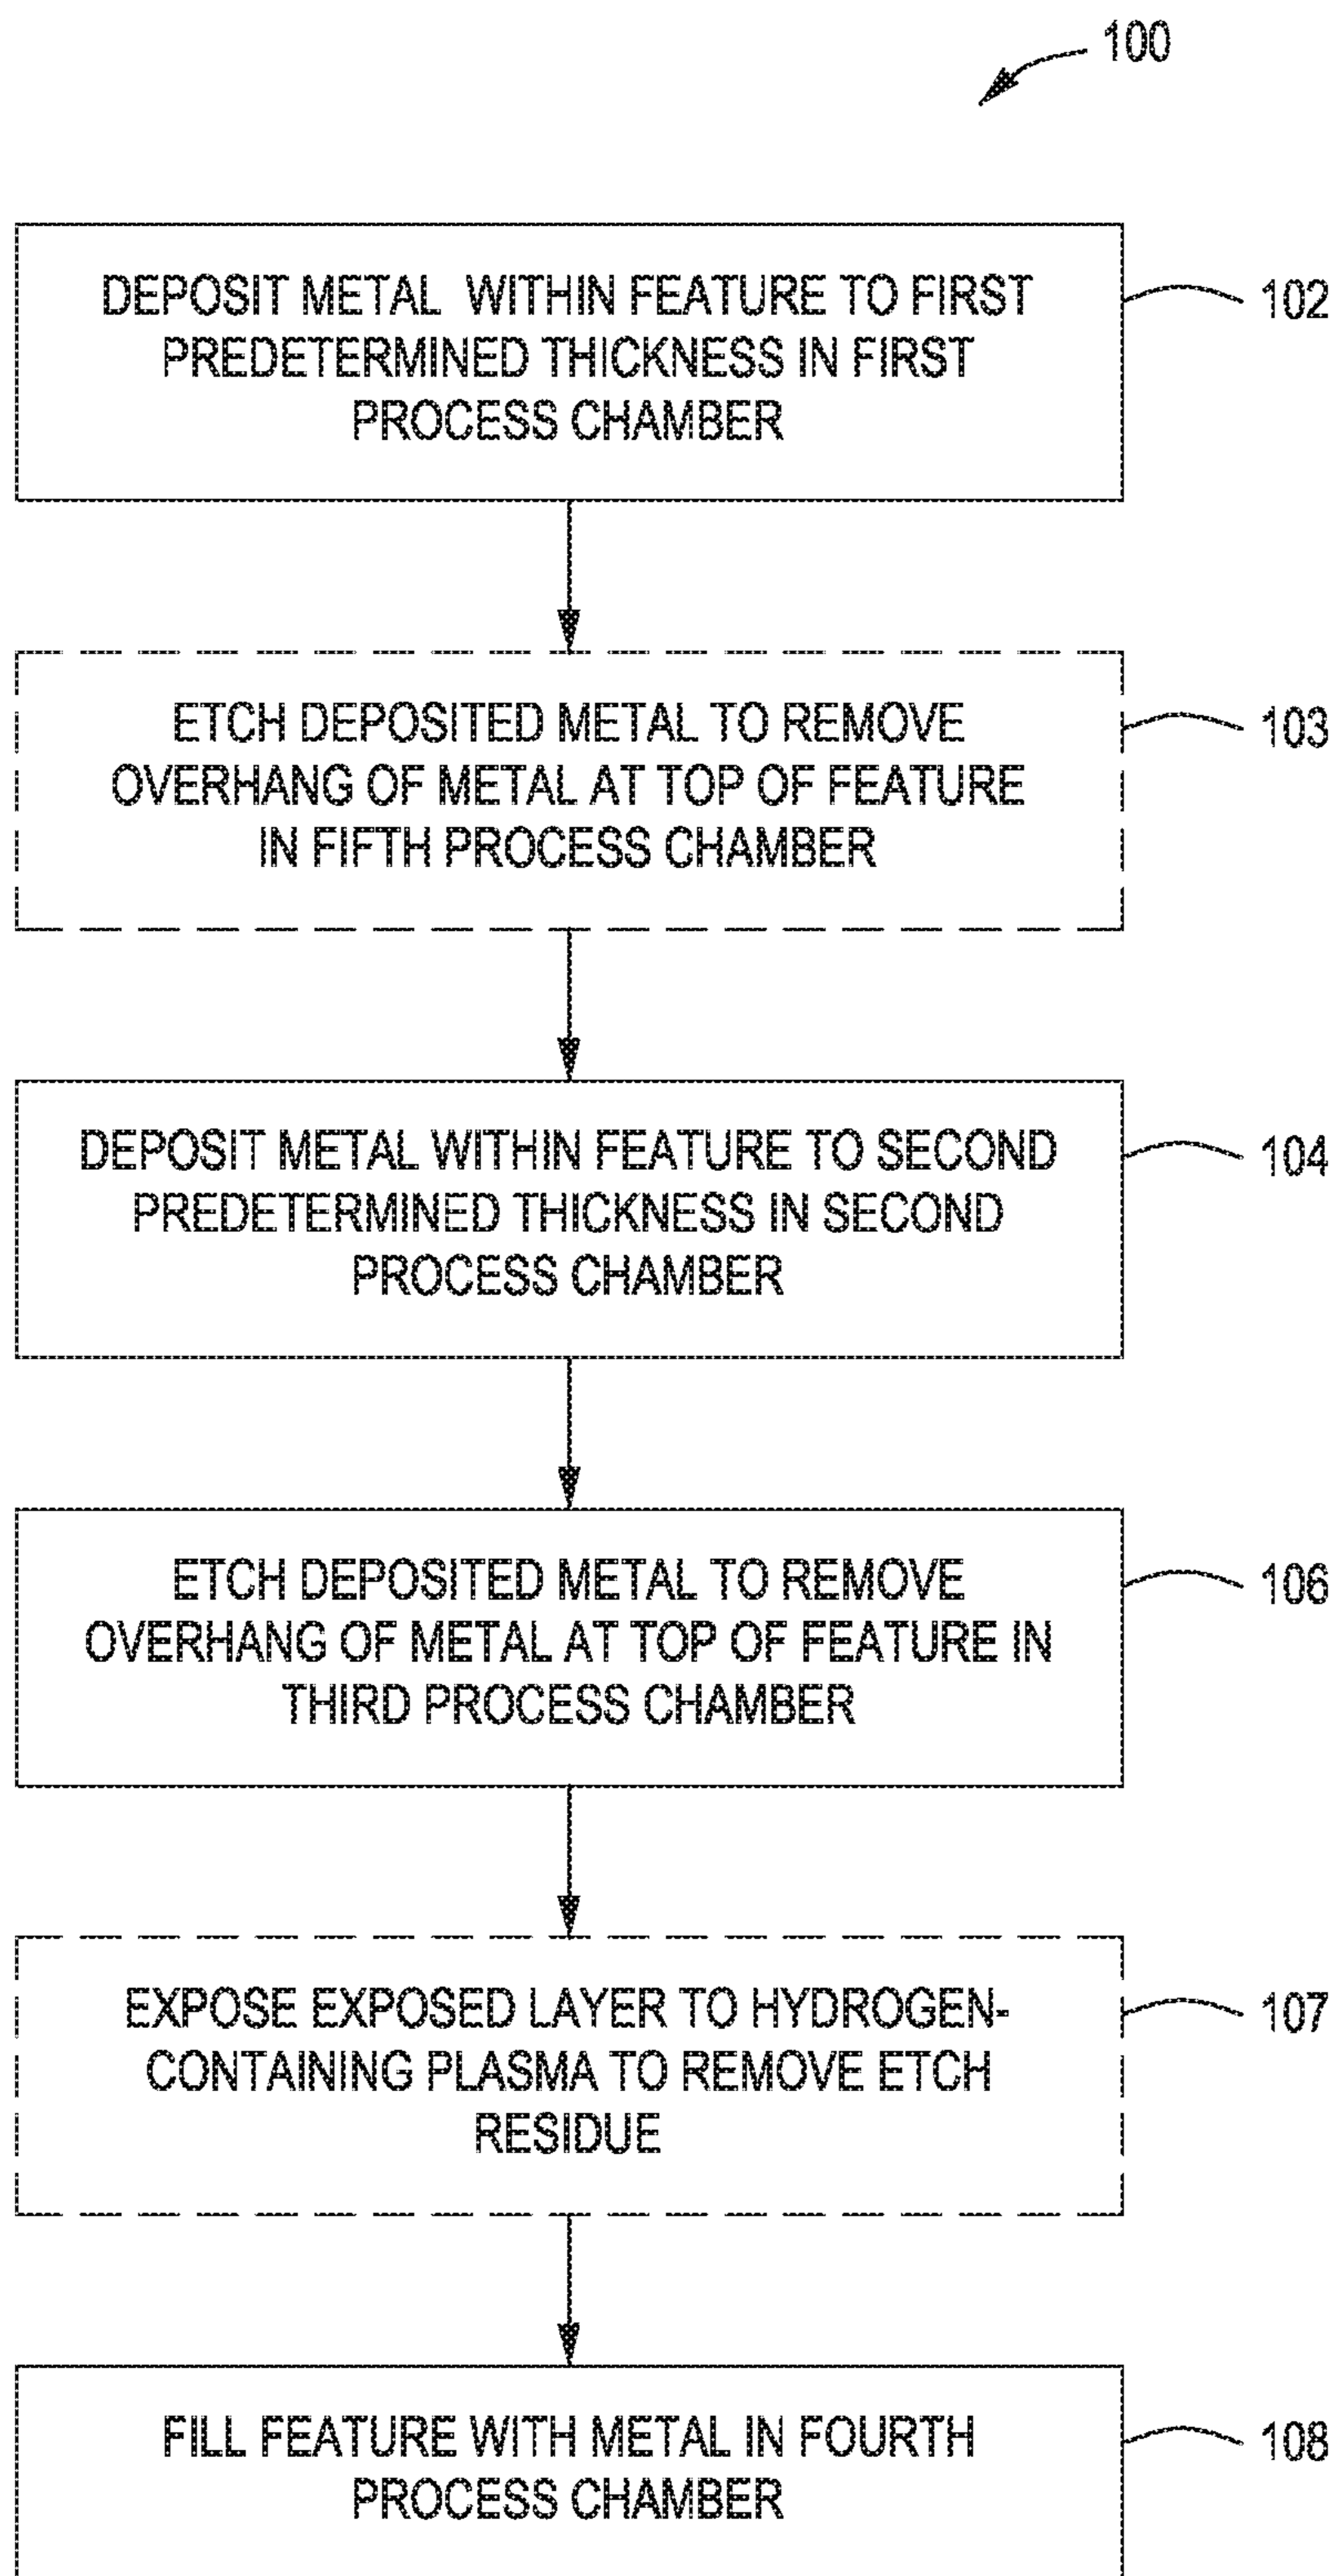 100
DEPOSIT METAL WITHIN FEATURE TO FIRST
PREDETERMINED THICKNESS IN FIRST
PROCESS CHAMBER
102
ETCH DEPOSITED METAL TO REMOVE
OVERHANG OF METAL AT TOP OF FEATURE
IN FIFTH PROCESS CHAMBER
103
DEPOSIT METAL WITHIN FEATURE TO SECOND
PREDETERMINED THICKNESS IN SECOND
PROCESS CHAMBER
104
ETCH DEPOSITED METAL TO REMOVE
OVERHANG OF METAL AT TOP OF FEATURE IN
THIRD PROCESS CHAMBER
106
EXPOSE EXPOSED LAYER TO HYDROGEN-
CONTAINING PLASMA TO REMOVE ETCH
RESIDUE
107
FILL FEATURE WITH METAL IN FOURTH
PROCESS CHAMBER
108